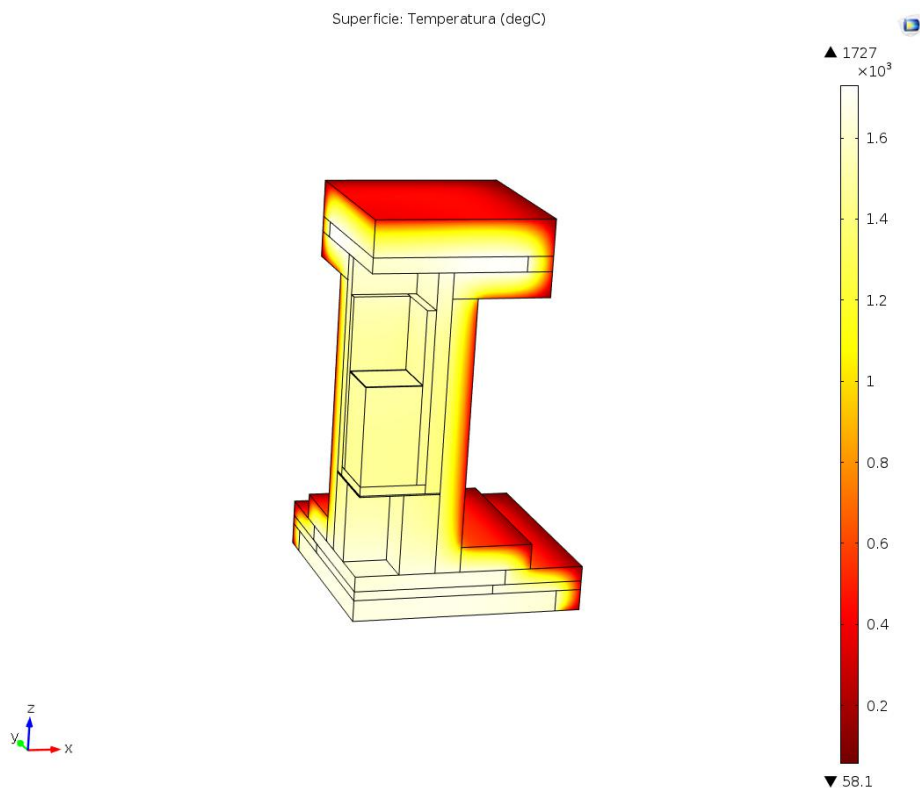 Superficie: Temperatura (degC)
▲ 1727
×10³
1.6
1.4
1.2
1
0.8
0.6
0.4
0.2
▼ 58.1
z
y
x